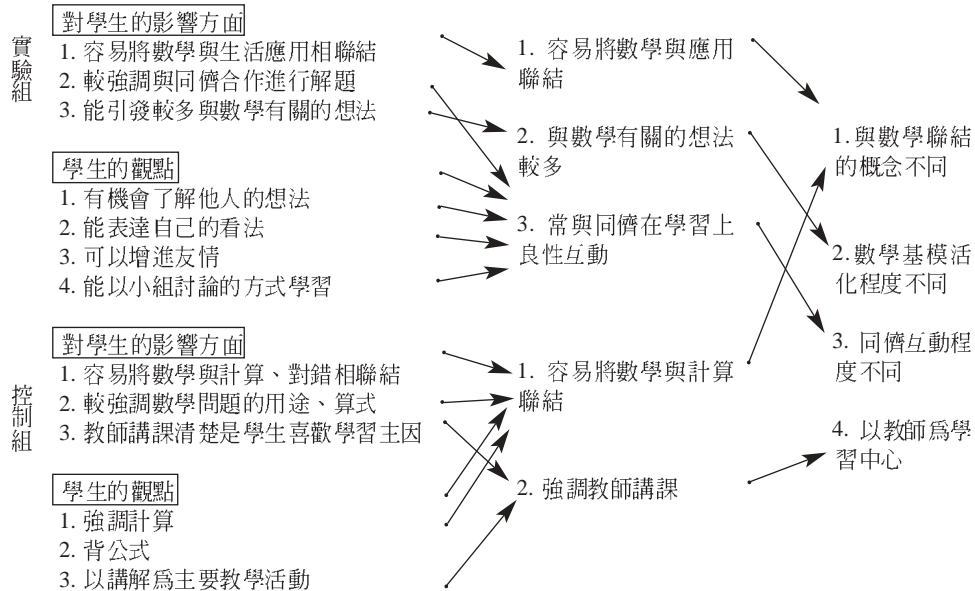 實驗組
對學生的影響方面
1. 容易將數學與生活應用相聯結
2. 較強調與同儕合作進行解題
3. 能引發較多與數學有關的想法
學生的觀點
1. 有機會了解他人的想法
2. 能表達自己的看法
3. 可以增進友情
4. 能以小組討論的方式學習
控制組
對學生的影響方面
1. 容易將數學與計算、對錯相聯結
2. 較強調數學問題的用途、算式
3. 教師講課清楚是學生喜歡學習主因
學生的觀點
1. 強調計算
2. 背公式
3. 以講解爲主要教學活動
1. 容易將數學與應用
聯結
2. 與數學有關的想法
較多
3. 常與同儕在學習上
良性互動
1. 容易將數學與計算
聯結
2. 強調教師講課
1.與數學聯結
的概念不同
2.數學基模活
化程度不同
3. 同儕互動程
度不同
4. 以教師爲學
習中心